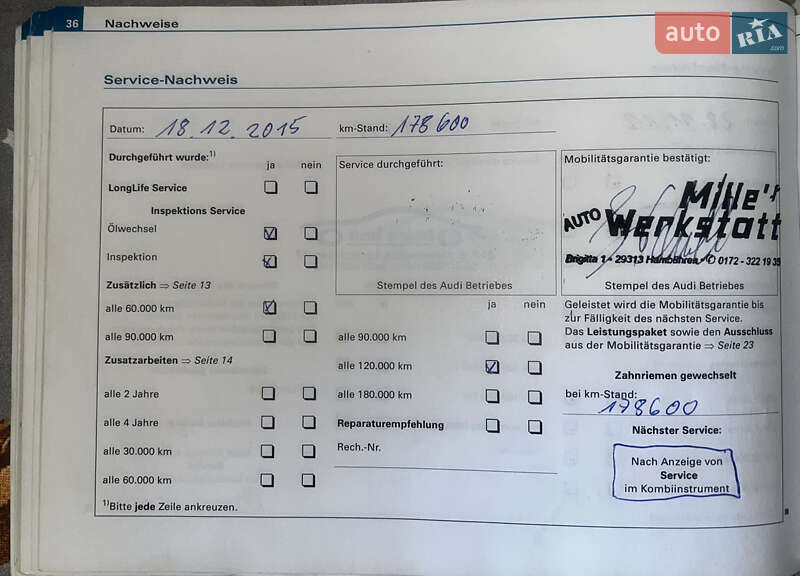 36 Nachweise
auto RIA .com
Service-Nachweis
Datum: 18.12.2015 km-Stand: 178600
Durchgeführt wurde:1) ja nein
LongLife Service
Inspektions Service
Ölwechsel
Inspektion
Zusätzlich ⇒ Seite 13
alle 60.000 km
alle 90.000 km
Zusatzarbeiten ⇒ Seite 14
alle 2 Jahre
alle 4 Jahre
alle 30.000 km
alle 60.000 km
1)Bitte jede Zeile ankreuzen.
Service durchgeführt:
Stempel des Audi Betriebes
ja nein
alle 90.000 km
alle 120.000 km
alle 180.000 km
Reparaturempfehlung
Rech.-Nr.
Mobilitätsgarantie bestätigt:
Mille's
AUTO Werkstatt
Brigitta 1 • 29313 Hambühren • 0172 - 322 19 35
Stempel des Audi Betriebes
Geleistet wird die Mobilitätsgarantie bis
zur Fälligkeit des nächsten Service.
Das Leistungspaket sowie den Ausschluss
aus der Mobilitätsgarantie ⇒ Seite 23
Zahnriemen gewechselt
bei km-Stand:
178600
Nächster Service:
Nach Anzeige von
Service
im Kombiinstrument